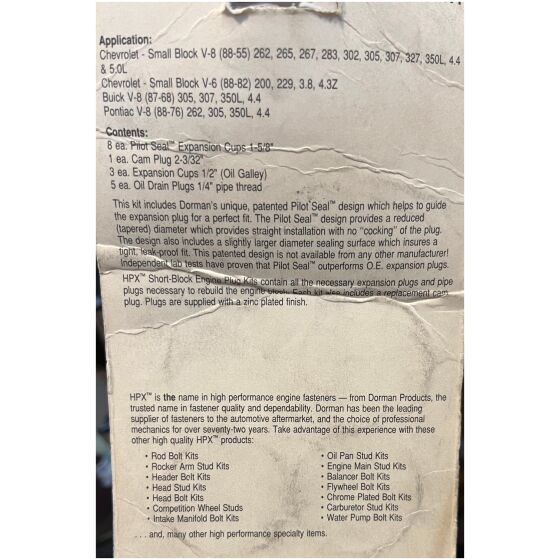 Application:
Chevrolet - Small Block V-8 (88-55) 262, 265, 267, 283, 302, 305, 307, 327, 350L, 4.4
& 5.0L
Chevrolet - Small Block V-6 (88-82) 200, 229, 3.8, 4.3Z
Buick V-8 (87-68) 305, 307, 350L, 4.4
Pontiac V-8 (88-76) 262, 305, 350L, 4.4
Contents:
8 ea. Pilot Seal™ Expansion Cups 1-5/8"
1 ea. Cam Plug 2-3/32"
3 ea. Expansion Cups 1/2" (Oil Galley)
5 ea. Oil Drain Plugs 1/4" pipe thread
This kit includes Dorman's unique, patented Pilot Seal™ design which helps to guide
the expansion plug for a perfect fit. The Pilot Seal™ design provides a reduced
(tapered) diameter which provides straight installation with no "cocking" of the plug.
The design also includes a slightly larger diameter sealing surface which insures a
tight, leak-proof fit. This patented design is not available from any other manufacturer!
Independent lab tests have proven that Pilot Seal™ outperforms O.E. expansion plugs.
HPX™ Short-Block Engine Plug Kits contain all the necessary expansion plugs and pipe
plugs necessary to rebuild the engine block. Each kit also includes a replacement cam
plug. Plugs are supplied with a zinc plated finish.
HPX™ is the name in high performance engine fasteners — from Dorman Products, the
trusted name in fastener quality and dependability. Dorman has been the leading
supplier of fasteners to the automotive aftermarket, and the choice of professional
mechanics for over seventy-two years. Take advantage of this experience with these
other high quality HPX™ products:
• Rod Bolt Kits
• Rocker Arm Stud Kits
• Header Bolt Kits
• Head Stud Kits
• Head Bolt Kits
• Competition Wheel Studs
• Intake Manifold Bolt Kits
• Oil Pan Stud Kits
• Engine Main Stud Kits
• Balancer Bolt Kits
• Flywheel Bolt Kits
• Chrome Plated Bolt Kits
• Carburetor Stud Kits
• Water Pump Bolt Kits
. . . and, many other high performance specialty items.